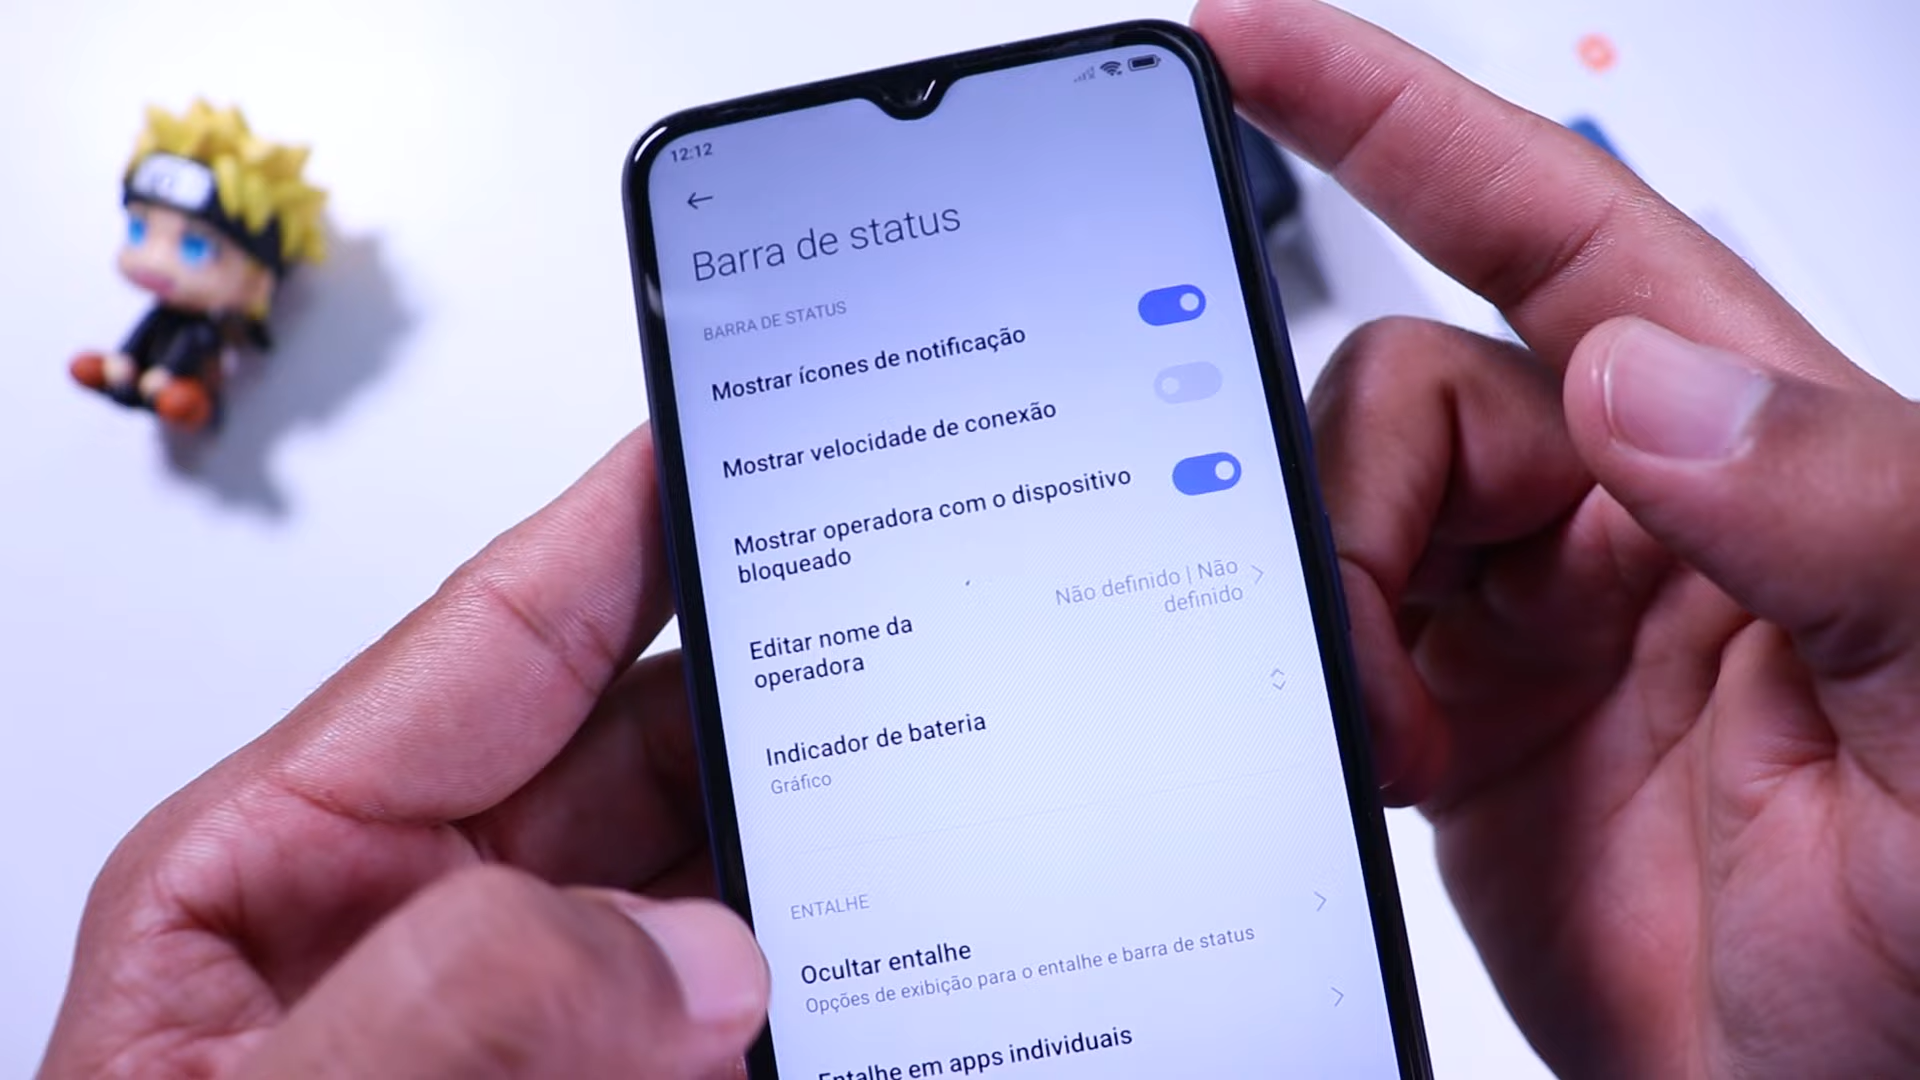 12:12
Barra de status
BARRA DE STATUS
Mostrar ícones de notificação
Mostrar velocidade de conexão
Mostrar operadora com o dispositivo
bloqueado
Editar nome da
operadora
Não definido | Não
definido
Indicador de bateria
Gráfico
ENTALHE
Ocultar entalhe
Opções de exibição para o entalhe e barra de status
Entalhe em apps individuais